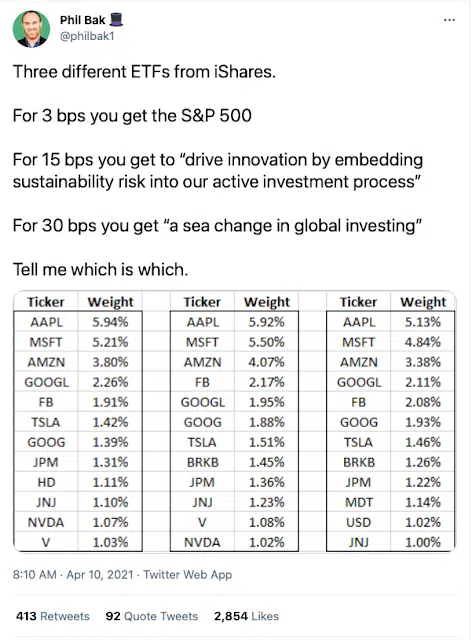 Phil Bak 🎩
@philbak1
Three different ETFs from iShares.
For 3 bps you get the S&P 500
For 15 bps you get to “drive innovation by embedding
sustainability risk into our active investment process”
For 30 bps you get “a sea change in global investing”
Tell me which is which.
Ticker Weight Ticker Weight Ticker Weight
AAPL 5.94% AAPL 5.92% AAPL 5.13%
MSFT 5.21% MSFT 5.50% MSFT 4.84%
AMZN 3.80% AMZN 4.07% AMZN 3.38%
GOOGL 2.26% FB 2.17% GOOGL 2.11%
FB 1.91% GOOGL 1.95% FB 2.08%
TSLA 1.42% GOOG 1.88% GOOG 1.93%
GOOG 1.39% TSLA 1.51% TSLA 1.46%
JPM 1.31% BRKB 1.45% BRKB 1.26%
HD 1.11% JPM 1.36% JPM 1.22%
JNJ 1.10% JNJ 1.23% MDT 1.14%
NVDA 1.07% V 1.08% USD 1.02%
V 1.03% NVDA 1.02% JNJ 1.00%
8:10 AM · Apr 10, 2021 · Twitter Web App
413 Retweets 92 Quote Tweets 2,854 Likes